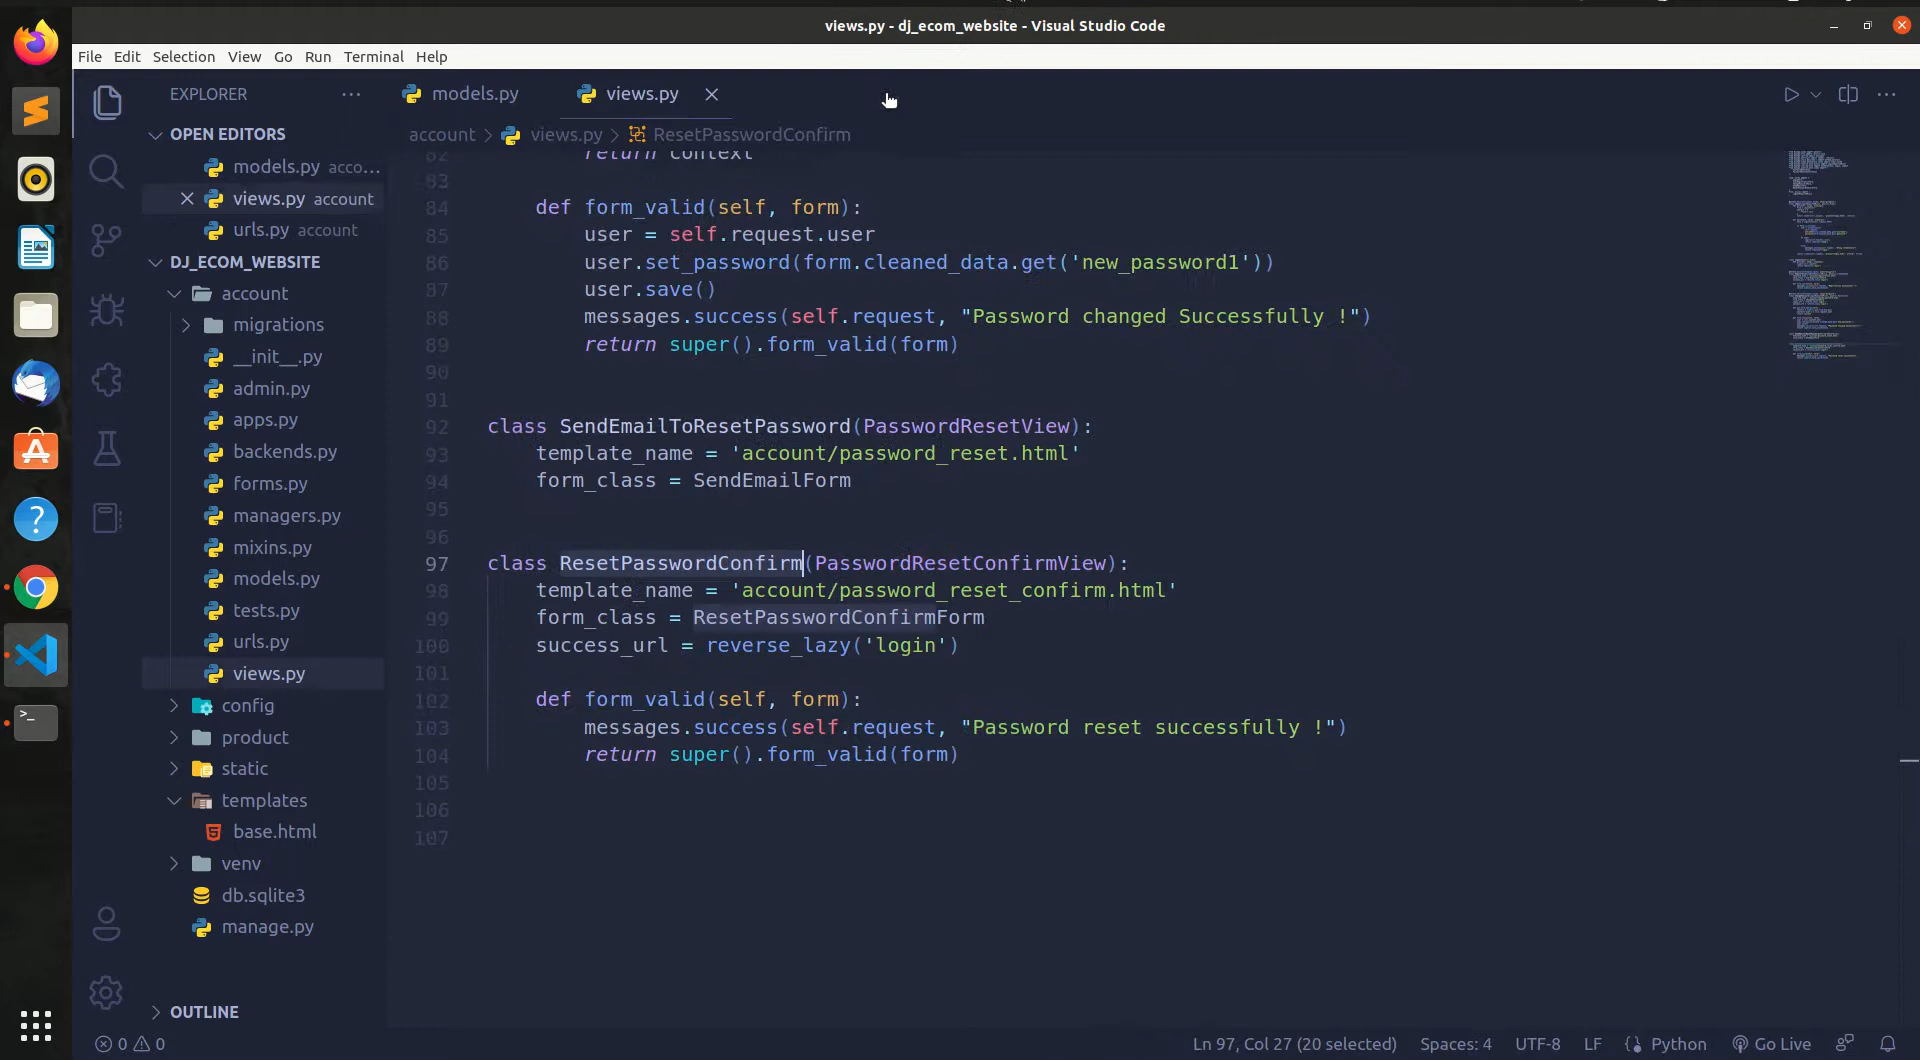 views.py - dj_ecom_website - Visual Studio Code
File Edit Selection View Go Run Terminal Help
EXPLORER
OPEN EDITORS
models.py acco...
views.py account
urls.py account
DJ_ECOM_WEBSITE
account
migrations
__init__.py
admin.py
apps.py
backends.py
forms.py
managers.py
mixins.py
models.py
tests.py
urls.py
views.py
config
product
static
templates
base.html
venv
db.sqlite3
manage.py
OUTLINE
models.py views.py
account > views.py > ResetPasswordConfirm
82 return context
83
84 def form_valid(self, form):
85 user = self.request.user
86 user.set_password(form.cleaned_data.get('new_password1'))
87 user.save()
88 messages.success(self.request, "Password changed Successfully !")
89 return super().form_valid(form)
90
91
92 class SendEmailToResetPassword(PasswordResetView):
93 template_name = 'account/password_reset.html'
94 form_class = SendEmailForm
95
96
97 class ResetPasswordConfirm(PasswordResetConfirmView):
98 template_name = 'account/password_reset_confirm.html'
99 form_class = ResetPasswordConfirmForm
100 success_url = reverse_lazy('login')
101
102 def form_valid(self, form):
103 messages.success(self.request, "Password reset successfully !")
104 return super().form_valid(form)
105
106
107
0 0 Ln 97, Col 27 (20 selected) Spaces: 4 UTF-8 LF Python Go Live